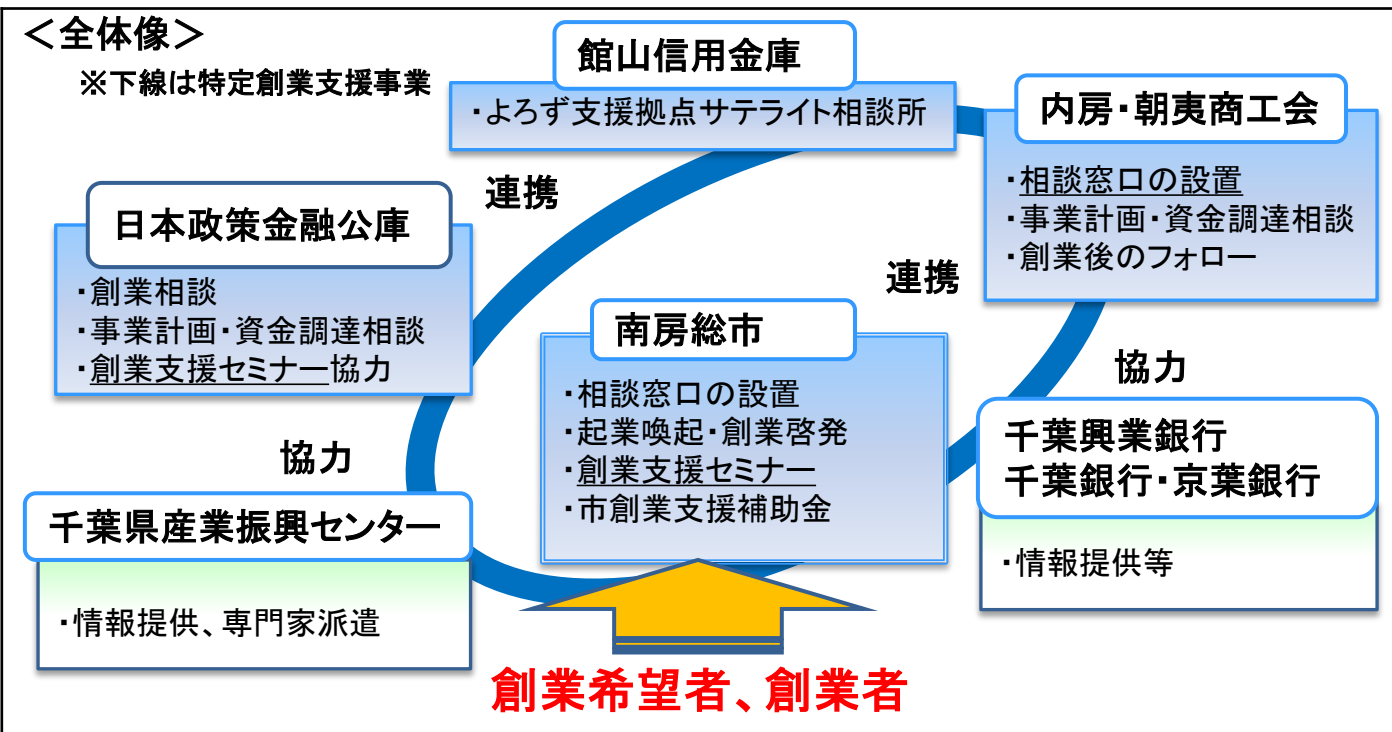 ＜全体像＞
※下線は特定創業支援事業
館山信用金庫
・よろず支援拠点サテライト相談所
内房・朝夷商工会
・相談窓口の設置
・事業計画・資金調達相談
・創業後のフォロー
連携
日本政策金融公庫
・創業相談
・事業計画・資金調達相談
・創業支援セミナー協力
連携
南房総市
・相談窓口の設置
・起業喚起・創業啓発
・創業支援セミナー
・市創業支援補助金
協力
千葉興業銀行
千葉銀行・京葉銀行
・情報提供等
協力
千葉県産業振興センター
・情報提供、専門家派遣
創業希望者、創業者